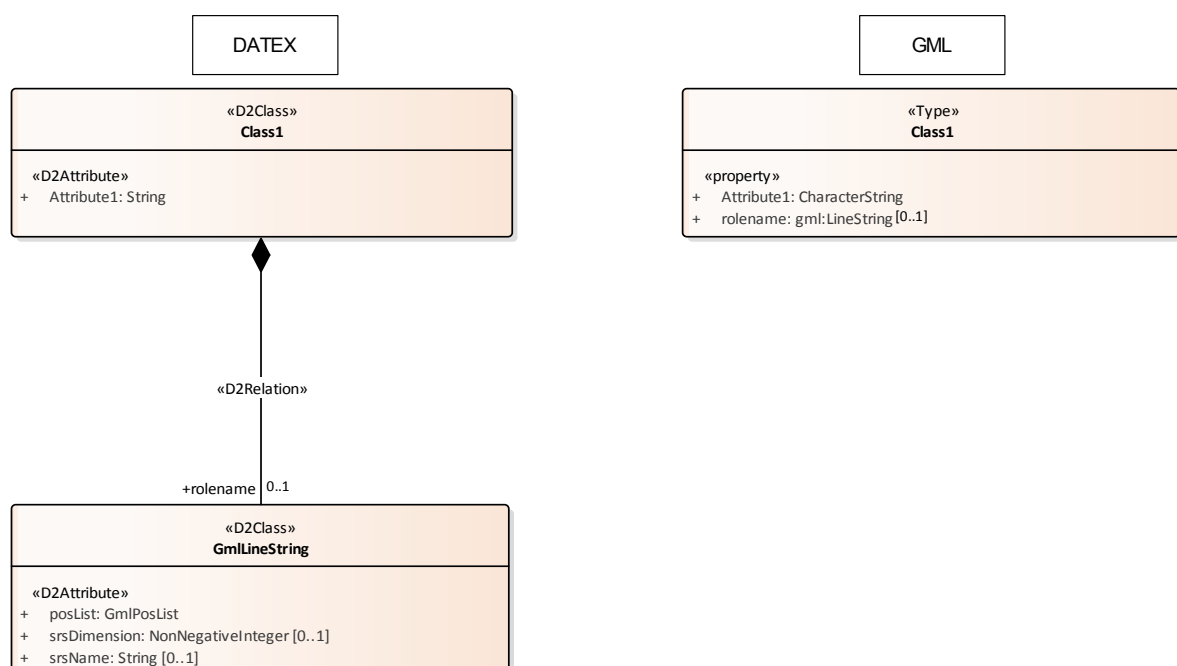 DATEX
«D2Class»
Class1
«D2Attribute»
+ Attribute1: String
«D2Relation»
+rolename 0..1
«D2Class»
GmlLineString
«D2Attribute»
+ posList: GmlPosList
+ srsDimension: NonNegativeInteger [0..1]
+ srsName: String [0..1]
GML
«Type»
Class1
«property»
+ Attribute1: CharacterString
+ rolename: gml:LineString [0..1]